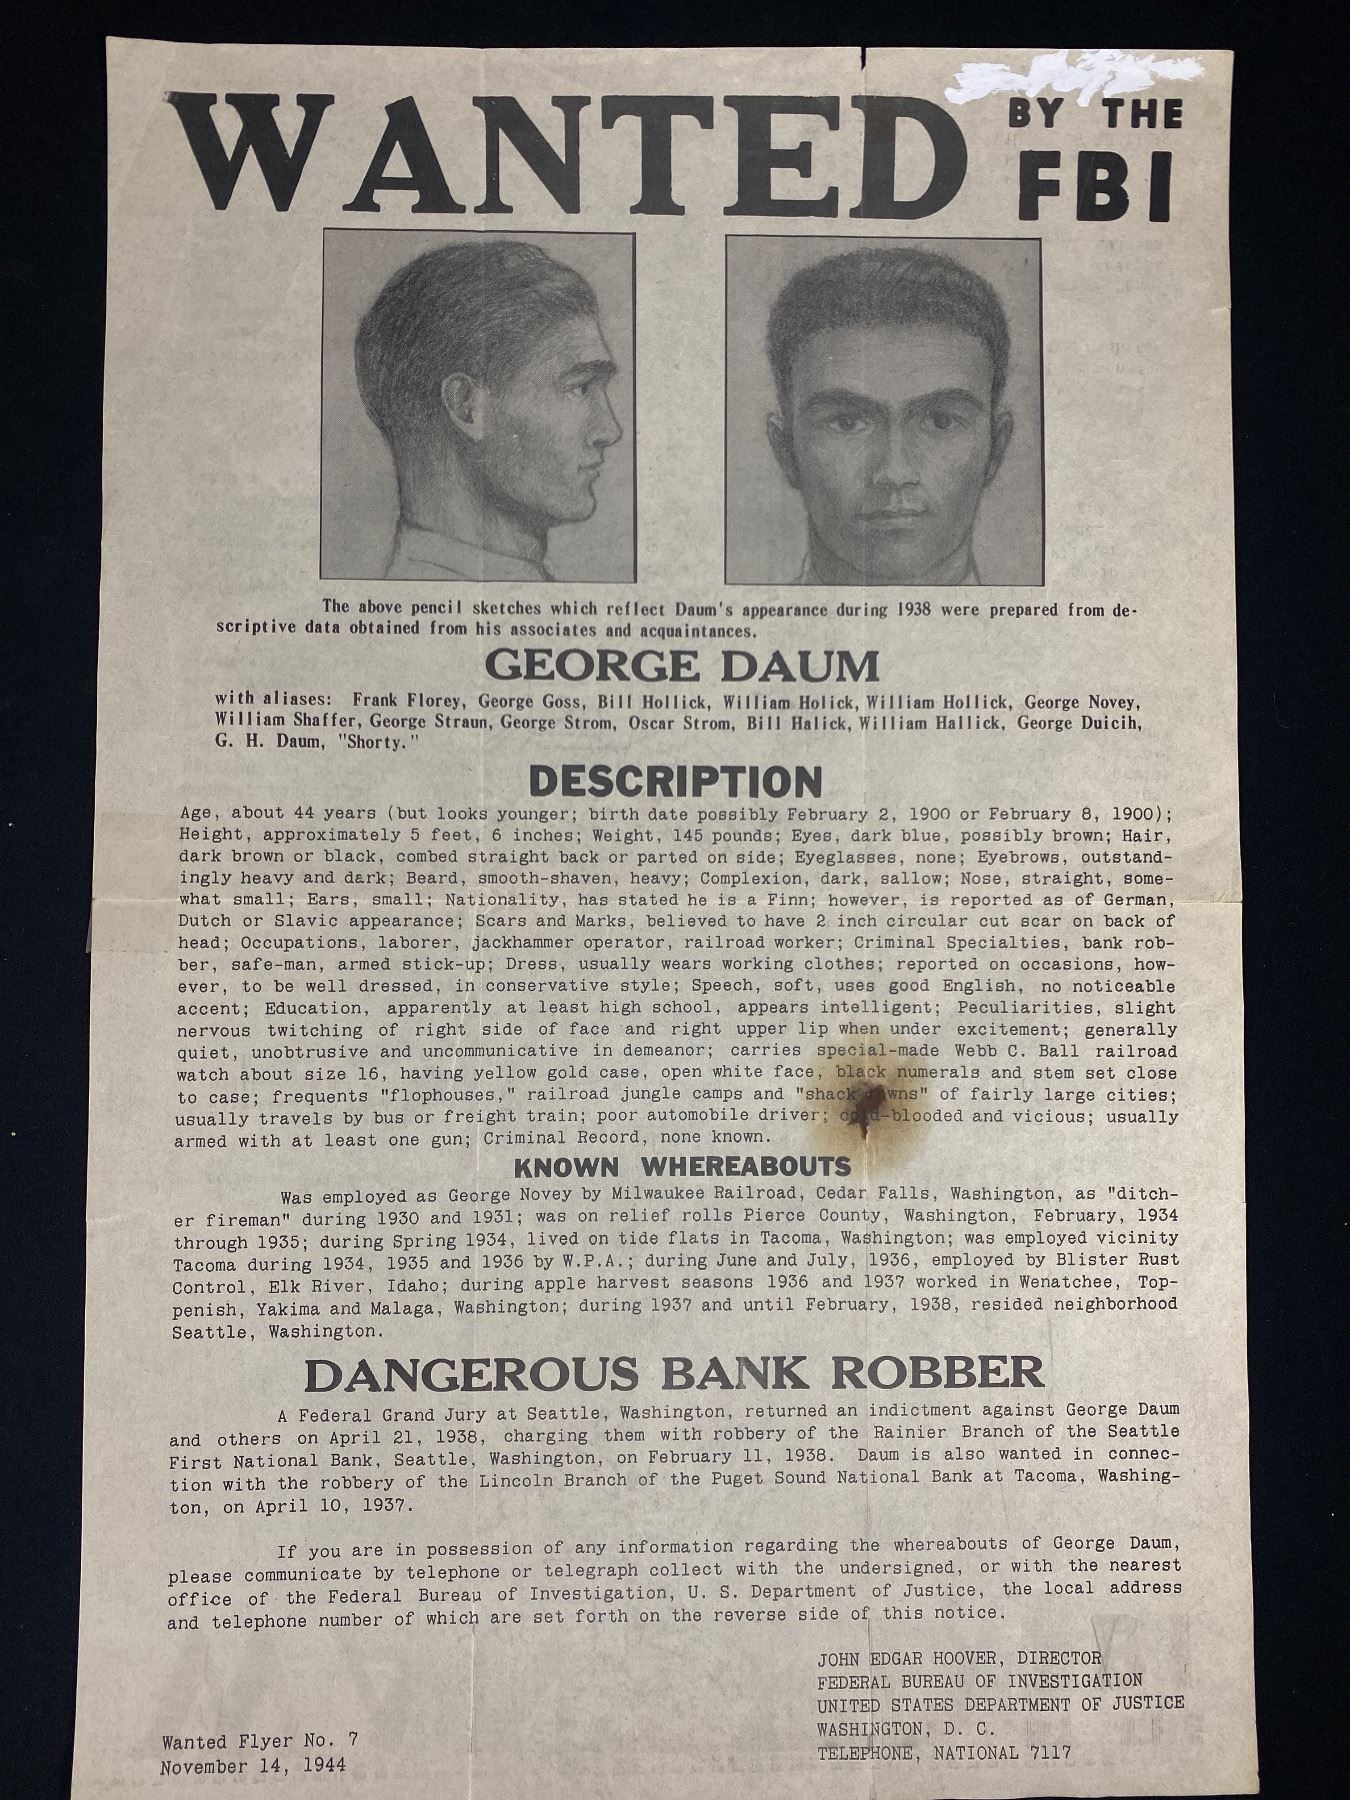 WANTED BY THE FBI
The above pencil sketches which reflect Daum's appearance during 1938 were prepared from de-
scriptive data obtained from his associates and acquaintances.
GEORGE DAUM
with aliases: Frank Florey, George Goss, Bill Hollick, William Holick, William Hollick, George Novey,
William Shaffer, George Straun, George Strom, Oscar Strom, Bill Halick, William Hallick, George Duicih,
G. H. Daum, "Shorty."
DESCRIPTION
Age, about 44 years (but looks younger; birth date possibly February 2, 1900 or February 8, 1900);
Height, approximately 5 feet, 6 inches; Weight, 145 pounds; Eyes, dark blue, possibly brown; Hair,
dark brown or black, combed straight back or parted on side; Eyeglasses, none; Eyebrows, outstand-
ingly heavy and dark; Beard, smooth-shaven, heavy; Complexion, dark, sallow; Nose, straight, some-
what small; Ears, small; Nationality, has stated he is a Finn; however, is reported as of German,
Dutch or Slavic appearance; Scars and Marks, believed to have 2 inch circular cut scar on back of
head; Occupations, laborer, jackhammer operator, railroad worker; Criminal Specialties, bank rob-
ber, safe-man, armed stick-up; Dress, usually wears working clothes; reported on occasions, how-
ever, to be well dressed, in conservative style; Speech, soft, uses good English, no noticeable
accent; Education, apparently at least high school, appears intelligent; Peculiarities, slight
nervous twitching of right side of face and right upper lip when under excitement; generally
quiet, unobtrusive and uncommunicative in demeanor; carries special-made Webb C. Ball railroad
watch about size 16, having yellow gold case, open white face, black numerals and stem set close
to case; frequents "flophouses," railroad jungle camps and "shack of fairly large cities;
usually travels by bus or freight train; poor automobile driver; cold-blooded and vicious; usually
armed with at least one gun; Criminal Record, none known.
KNOWN WHEREABOUTS
Was employed as George Novey by Milwaukee Railroad, Cedar Falls, Washington, as "ditch-
er fireman" during 1930 and 1931; was on relief rolls Pierce County, Washington, February, 1934
through 1935; during Spring 1934, lived on tide flats in Tacoma, Washington; was employed vicinity
Tacoma during 1934, 1935 and 1936 by W.P.A.; during June and July, 1936, employed by Blister Rust
Control, Elk River, Idaho; during apple harvest seasons 1936 and 1937 worked in Wenatchee, Top-
penish, Yakima and Malaga, Washington; during 1937 and until February, 1938, resided neighborhood
Seattle, Washington.
DANGEROUS BANK ROBBER
A Federal Grand Jury at Seattle, Washington, returned an indictment against George Daum
and others on April 21, 1938, charging them with robbery of the Rainier Branch of the Seattle
First National Bank, Seattle, Washington, on February 11, 1938. Daum is also wanted in connec-
tion with the robbery of the Lincoln Branch of the Puget Sound National Bank at Tacoma, Washing-
ton, on April 10, 1937.
If you are in possession of any information regarding the whereabouts of George Daum,
please communicate by telephone or telegraph collect with the undersigned, or with the nearest
office of the Federal Bureau of Investigation, U. S. Department of Justice, the local address
and telephone number of which are set forth on the reverse side of this notice.
JOHN EDGAR HOOVER, DIRECTOR
FEDERAL BUREAU OF INVESTIGATION
UNITED STATES DEPARTMENT OF JUSTICE
WASHINGTON, D. C.
TELEPHONE, NATIONAL 7117
Wanted Flyer No. 7
November 14, 1944